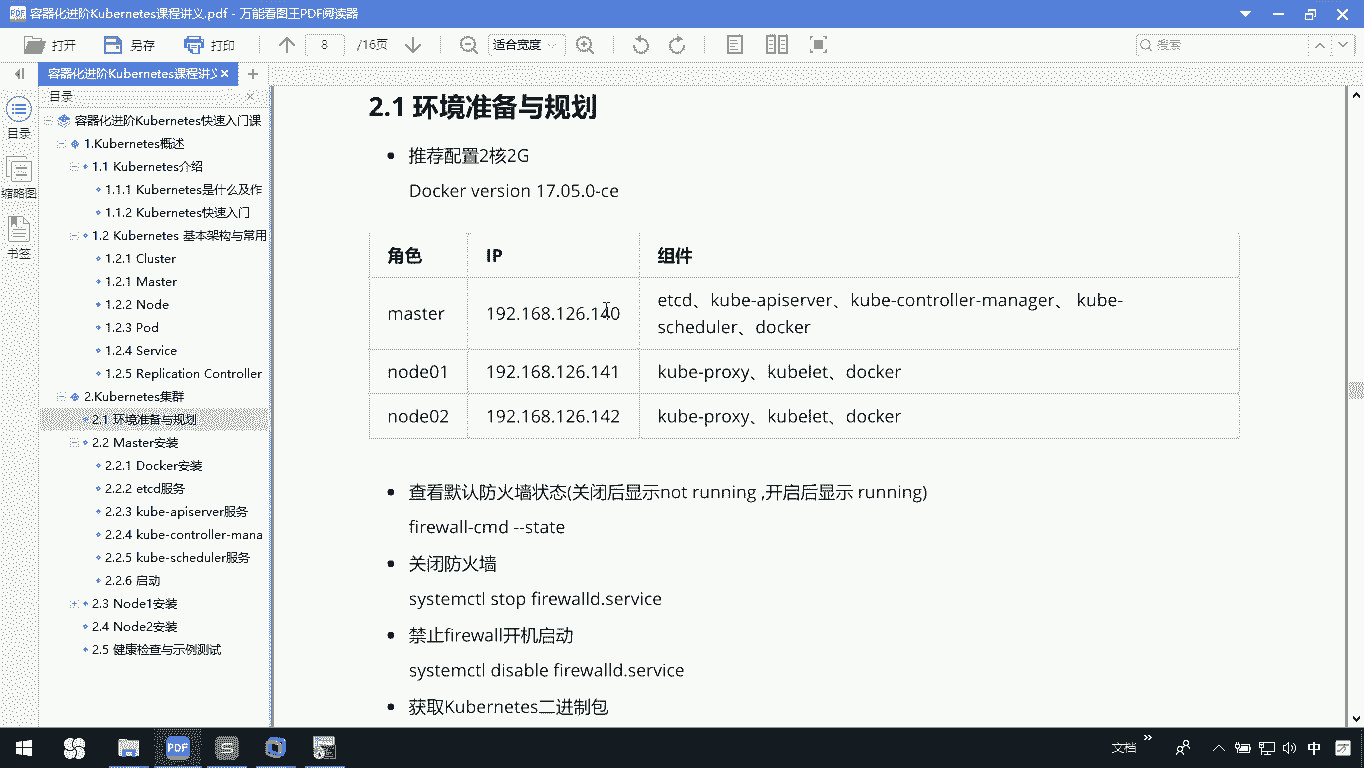 容器化进阶Kubernetes课程讲义.pdf - 万能看图王PDF阅读器
打开
另存
打印
8
/16页
适合宽度
搜索
容器化进阶Kubernetes课程讲义
目录
目录
缩略图
书签
容器化进阶Kubernetes快速入门课
1.Kubernetes概述
1.1 Kubernetes介绍
1.1.1 Kubernetes是什么及作
1.1.2 Kubernetes快速入门
1.2 Kubernetes 基本架构与常用
1.2.1 Cluster
1.2.1 Master
1.2.2 Node
1.2.3 Pod
1.2.4 Service
1.2.5 Replication Controller
2.Kubernetes集群
2.1 环境准备与规划
2.2 Master安装
2.2.1 Docker安装
2.2.2 etcd服务
2.2.3 kube-apiserver服务
2.2.4 kube-controller-mana
2.2.5 kube-scheduler服务
2.2.6 启动
2.3 Node1安装
2.4 Node2安装
2.5 健康检查与示例测试
2.1 环境准备与规划
推荐配置2核2G
Docker version 17.05.0-ce
角色 IP 组件
master 192.168.126.140 etcd、kube-apiserver、kube-controller-manager、 kube-
scheduler、docker
node01 192.168.126.141 kube-proxy、kubelet、docker
node02 192.168.126.142 kube-proxy、kubelet、docker
查看默认防火墙状态(关闭后显示not running ,开启后显示 running)
firewall-cmd --state
关闭防火墙
systemctl stop firewalld.service
禁止firewall开机启动
systemctl disable firewalld.service
获取Kubernetes二进制包
PDF
文档
中